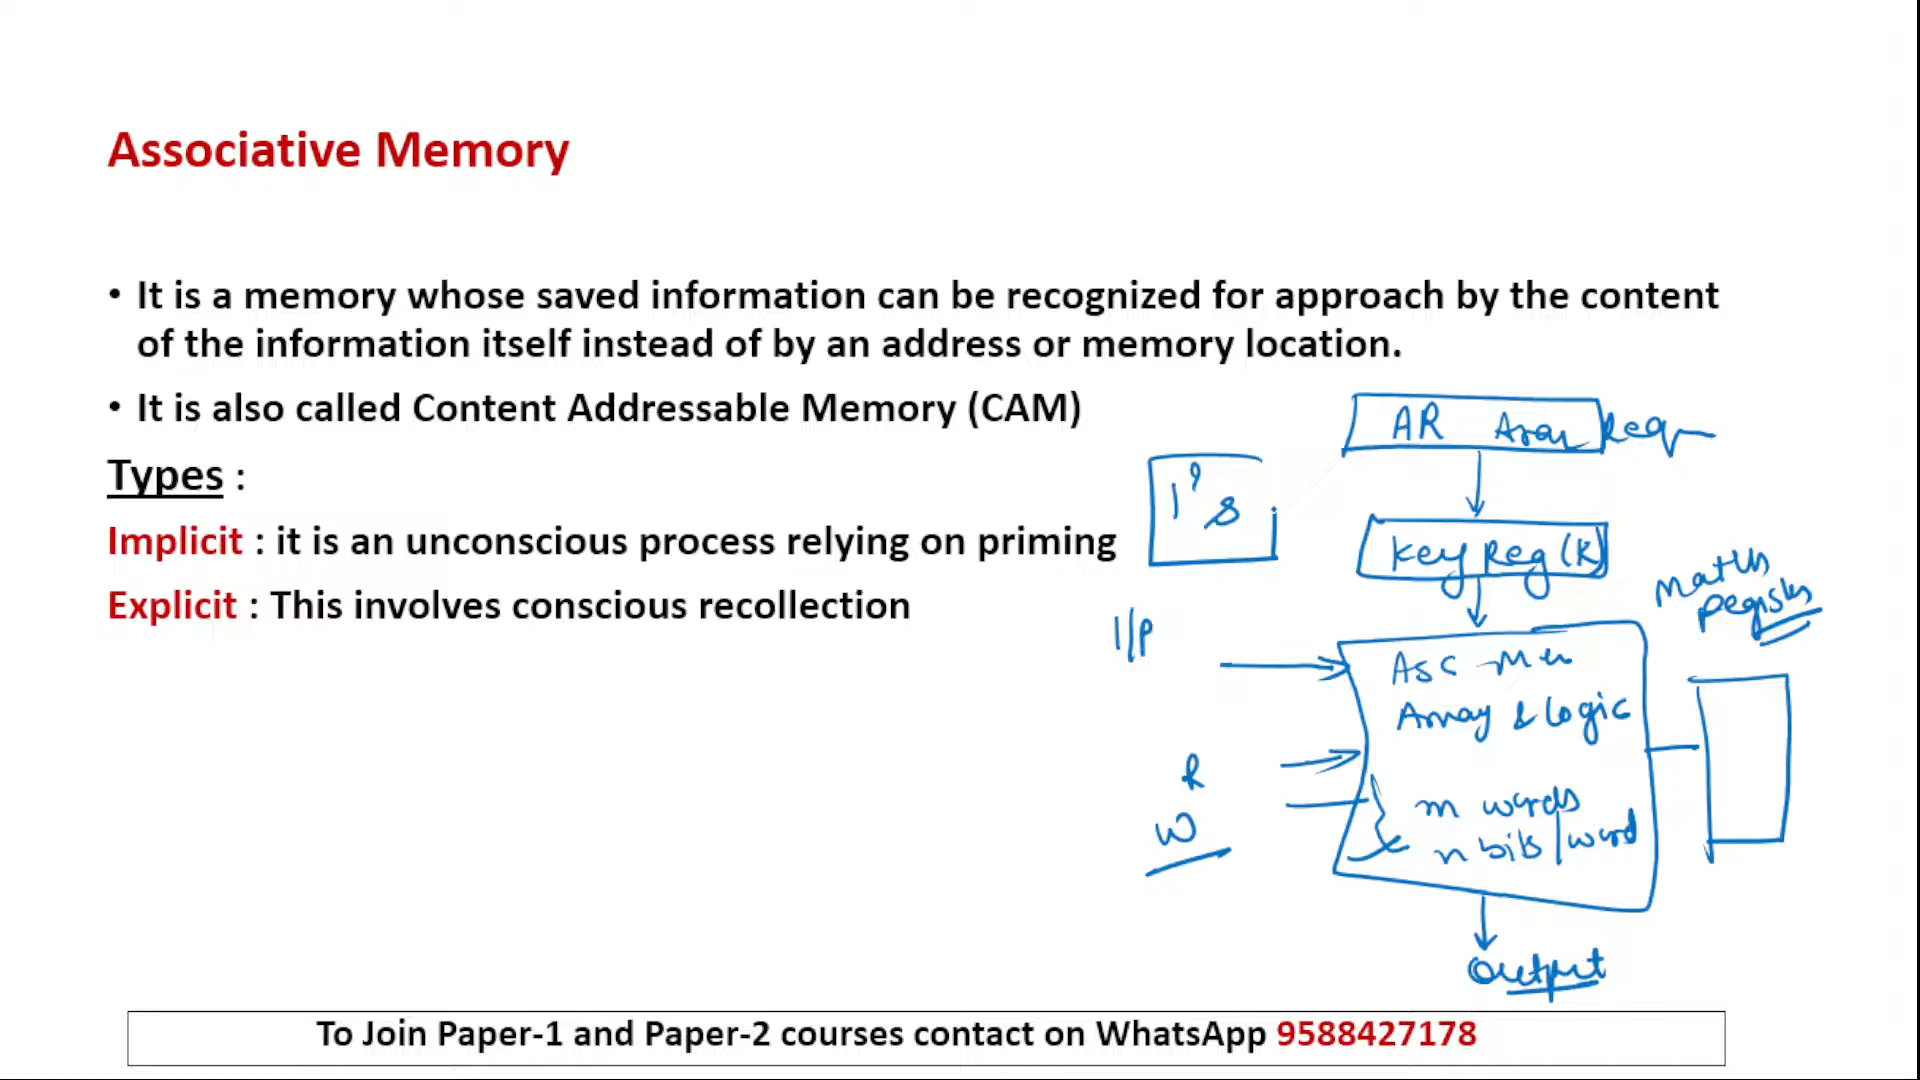 Associative Memory
• It is a memory whose saved information can be recognized for approach by the content
of the information itself instead of by an address or memory location.
• It is also called Content Addressable Memory (CAM)
Types :
Implicit : it is an unconscious process relying on priming
Explicit : This involves conscious recollection
AR Reg
1's
Key Reg (K)
I/P
Asc Mem
Array & Logic
R
W
m words
n bits/word
Output
To Join Paper-1 and Paper-2 courses contact on WhatsApp 9588427178